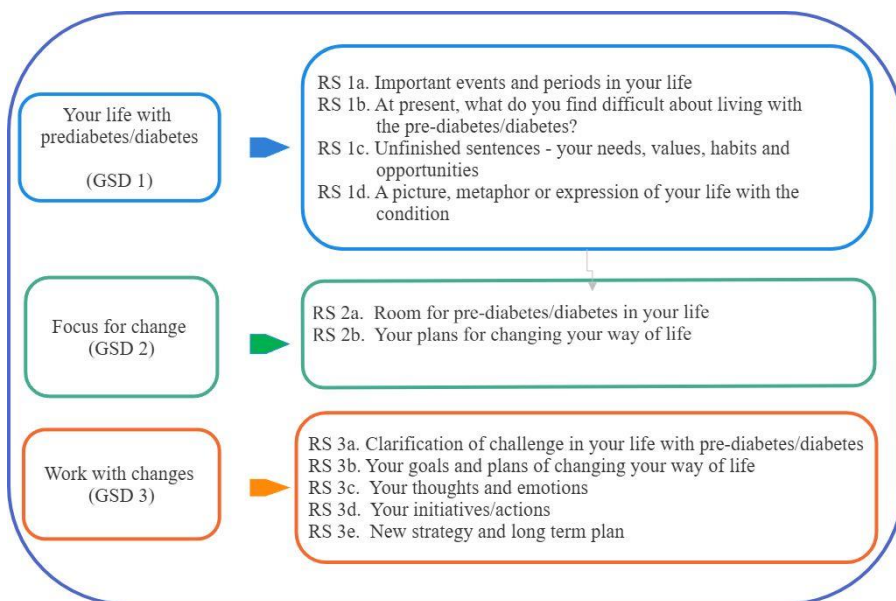 Your life with
prediabetes/diabetes
(GSD 1)
RS 1a. Important events and periods in your life
RS 1b. At present, what do you find difficult about living with
the pre-diabetes/diabetes?
RS 1c. Unfinished sentences - your needs, values, habits and
opportunities
RS 1d. A picture, metaphor or expression of your life with the
condition
Focus for change
(GSD 2)
RS 2a. Room for pre-diabetes/diabetes in your life
RS 2b. Your plans for changing your way of life
Work with changes
(GSD 3)
RS 3a. Clarification of challenge in your life with pre-diabetes/diabetes
RS 3b. Your goals and plans of changing your way of life
RS 3c. Your thoughts and emotions
RS 3d. Your initiatives/actions
RS 3e. New strategy and long term plan